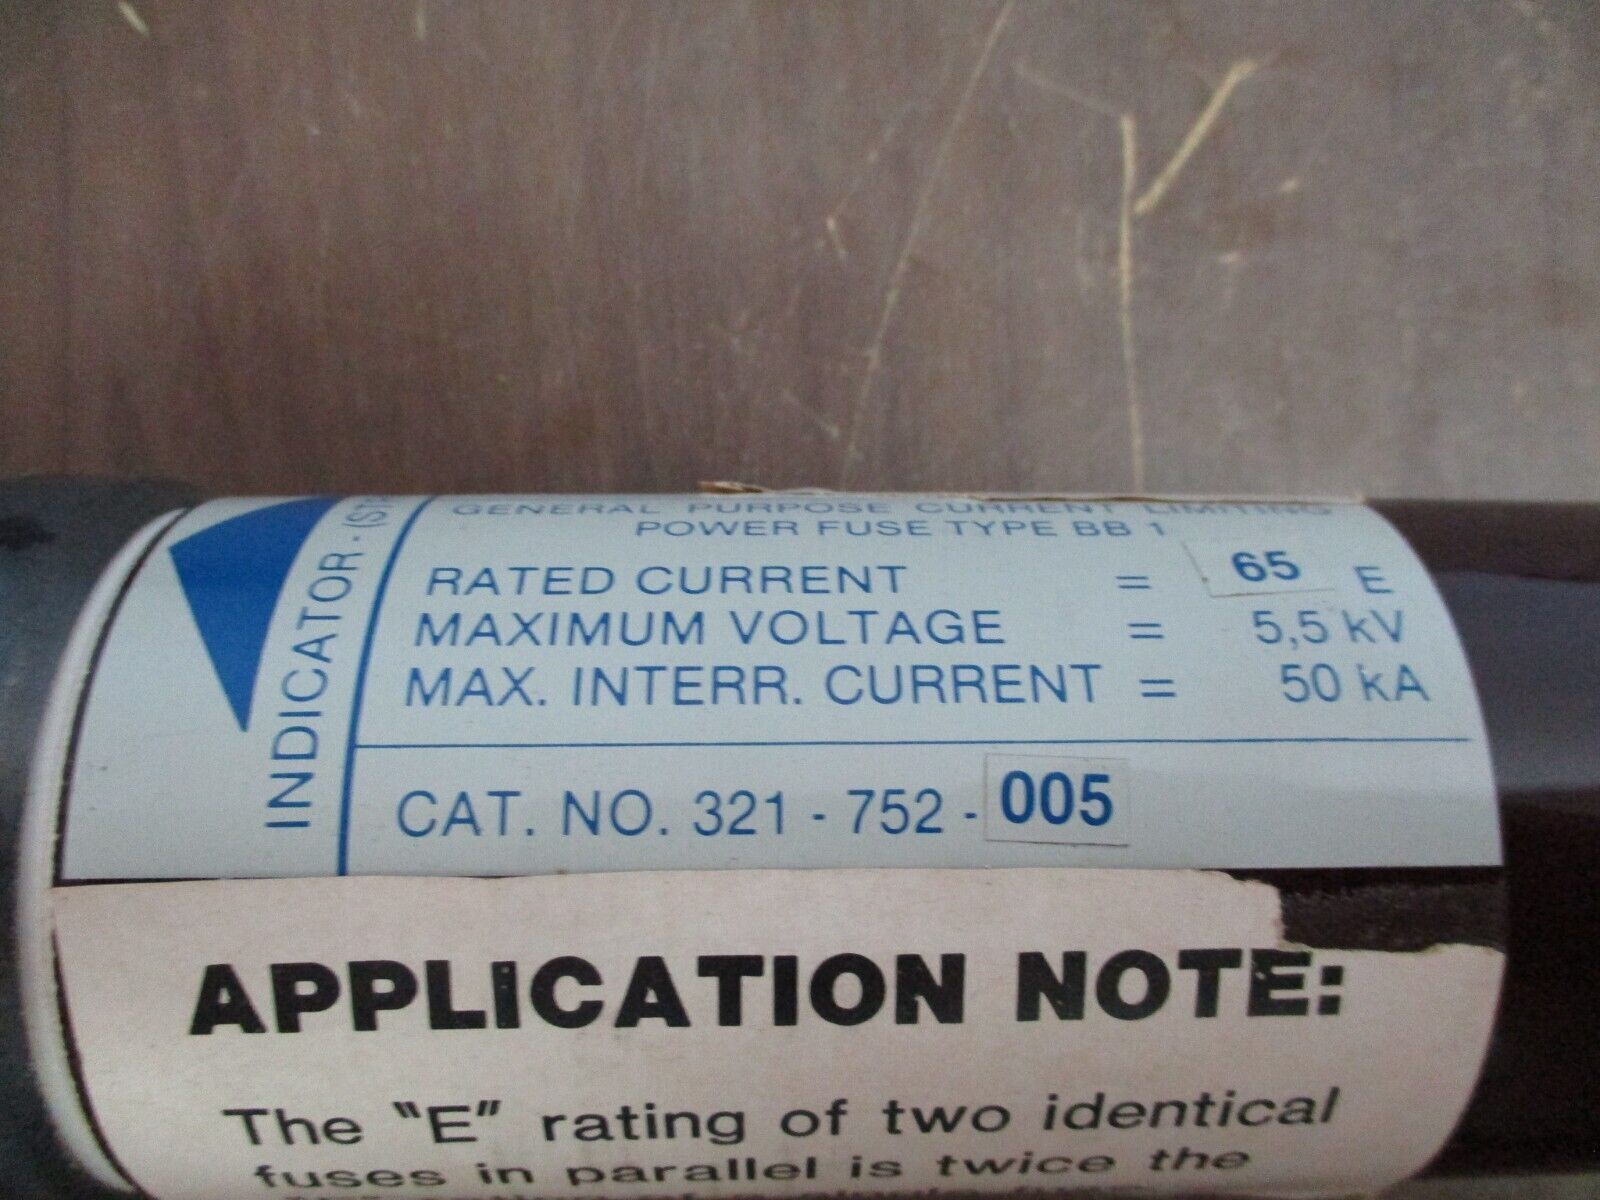 GENERAL PURPOSE CURRENT LIMITING
POWER FUSE TYPE BB 1
RATED CURRENT = 65 E
MAXIMUM VOLTAGE = 5,5 kV
MAX. INTERR. CURRENT = 50 kA
CAT. NO. 321 - 752 - 005
INDICATOR - (ST
APPLICATION NOTE:
The "E" rating of two identical
fuses in parallel is twice the